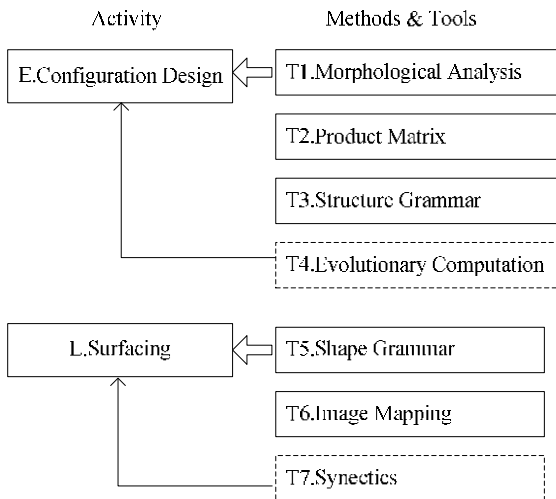 Activity Methods & Tools
E.Configuration Design T1.Morphological Analysis
T2.Product Matrix
T3.Structure Grammar
T4.Evolutionary Computation
L.Surfacing T5.Shape Grammar
T6.Image Mapping
T7.Synectics